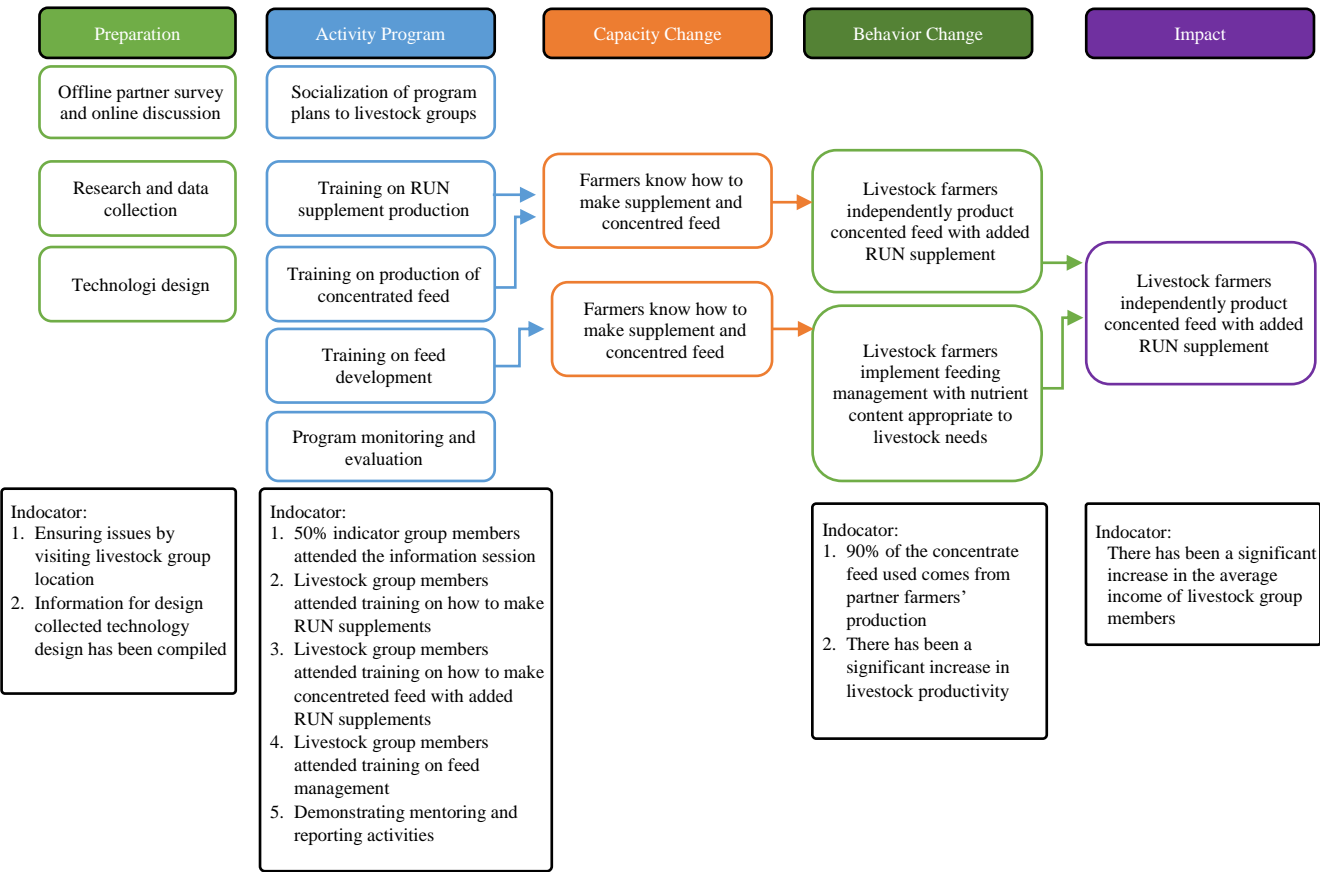 Preparation
Activity Program
Capacity Change
Behavior Change
Impact
Offline partner survey
and online discussion
Research and data
collection
Technologi design
Socialization of program
plans to livestock groups
Training on RUN
supplement production
Training on production of
concentrated feed
Training on feed
development
Program monitoring and
evaluation
Farmers know how to
make supplement and
concentred feed
Farmers know how to
make supplement and
concentred feed
Livestock farmers
independently product
concented feed with added
RUN supplement
Livestock farmers
implement feeding
management with nutrient
content appropriate to
livestock needs
Livestock farmers
independently product
concented feed with added
RUN supplement
Indocator:
1. Ensuring issues by
visiting livestock group
location
2. Information for design
collected technology
design has been compiled
Indocator:
1. 50% indicator group members
attended the information session
2. Livestock group members
attended training on how to make
RUN supplements
3. Livestock group members
attended training on how to make
concentreted feed with added
RUN supplements
4. Livestock group members
attended training on feed
management
5. Demonstrating mentoring and
reporting activities
Indocator:
1. 90% of the concentrate
feed used comes from
partner farmers’
production
2. There has been a
significant increase in
livestock productivity
Indocator:
There has been a significant
increase in the average
income of livestock group
members